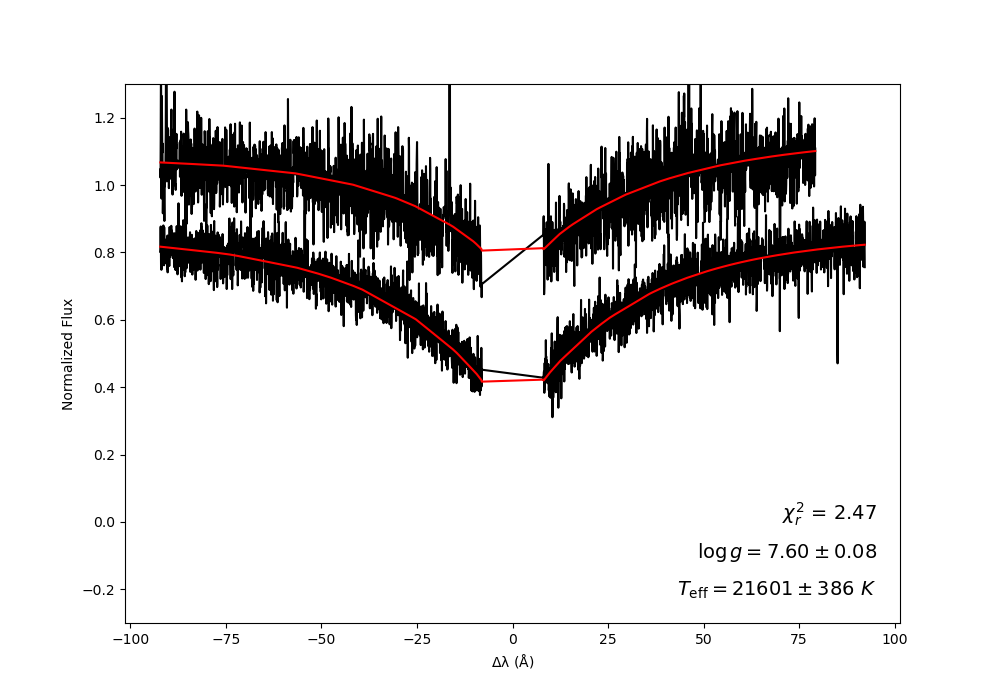 1.2
1.0
0.8
0.6
0.4
0.2
0.0
−0.2
Normalized Flux
χ²ᵣ = 2.47
log g = 7.60 ± 0.08
T_eff = 21601 ± 386 K
−100 −75 −50 −25 0 25 50 75 100
Δλ (Å)